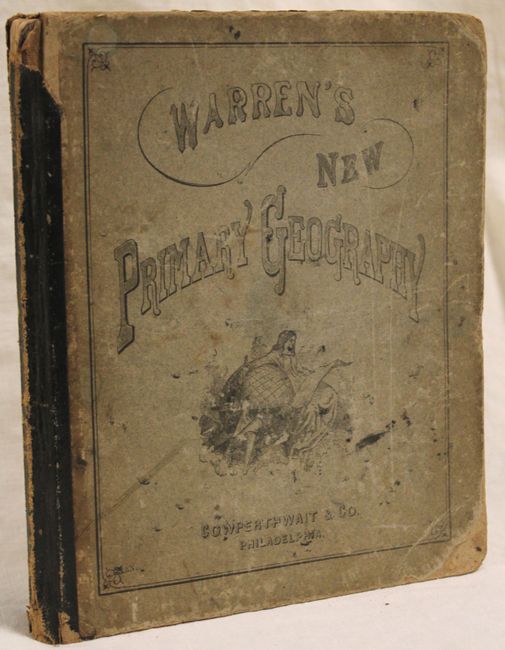 WARREN'S
NEW
PRIMARY GEOGRAPHY
COWPERTHWAIT & CO.
PHILADELPHIA.